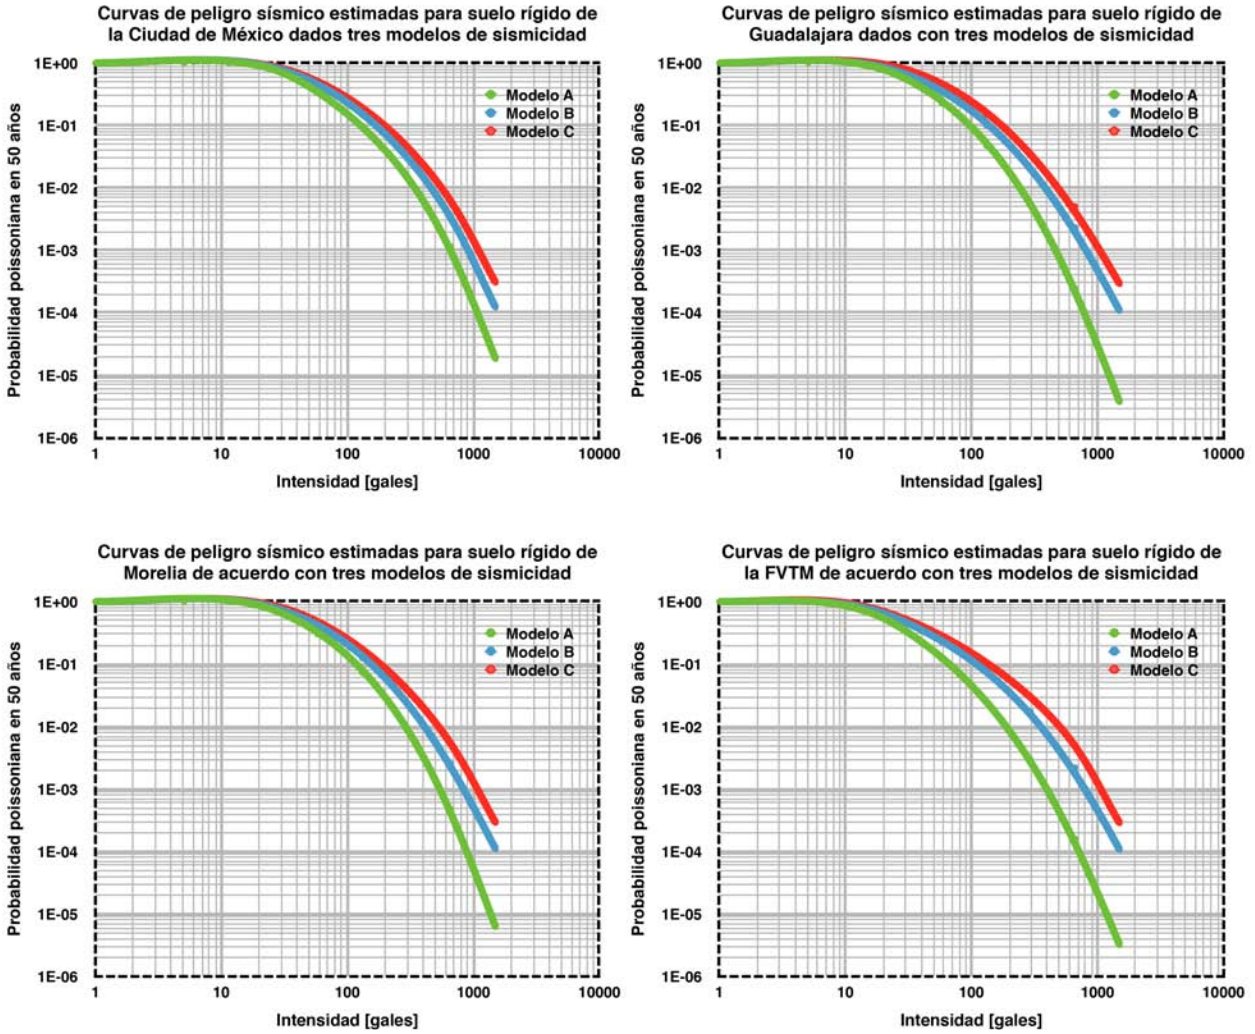 Curvas de peligro sísmico estimadas para suelo rígido de
la Ciudad de México dados tres modelos de sismicidad
Probabilidad poissoniana en 50 años
1E+00
1E-01
1E-02
1E-03
1E-04
1E-05
1E-06
Modelo A
Modelo B
Modelo C
1 10 100 1000 10000
Intensidad [gales]
Curvas de peligro sísmico estimadas para suelo rígido de
Guadalajara dados con tres modelos de sismicidad
Probabilidad poissoniana en 50 años
1E+00
1E-01
1E-02
1E-03
1E-04
1E-05
1E-06
Modelo A
Modelo B
Modelo C
1 10 100 1000 10000
Intensidad [gales]
Curvas de peligro sísmico estimadas para suelo rígido de
Morelia de acuerdo con tres modelos de sismicidad
Probabilidad poissoniana en 50 años
1E+00
1E-01
1E-02
1E-03
1E-04
1E-05
1E-06
Modelo A
Modelo B
Modelo C
1 10 100 1000 10000
Intensidad [gales]
Curvas de peligro sísmico estimadas para suelo rígido de
la FVTM de acuerdo con tres modelos de sismicidad
Probabilidad poissoniana en 50 años
1E+00
1E-01
1E-02
1E-03
1E-04
1E-05
1E-06
Modelo A
Modelo B
Modelo C
1 10 100 1000 10000
Intensidad [gales]